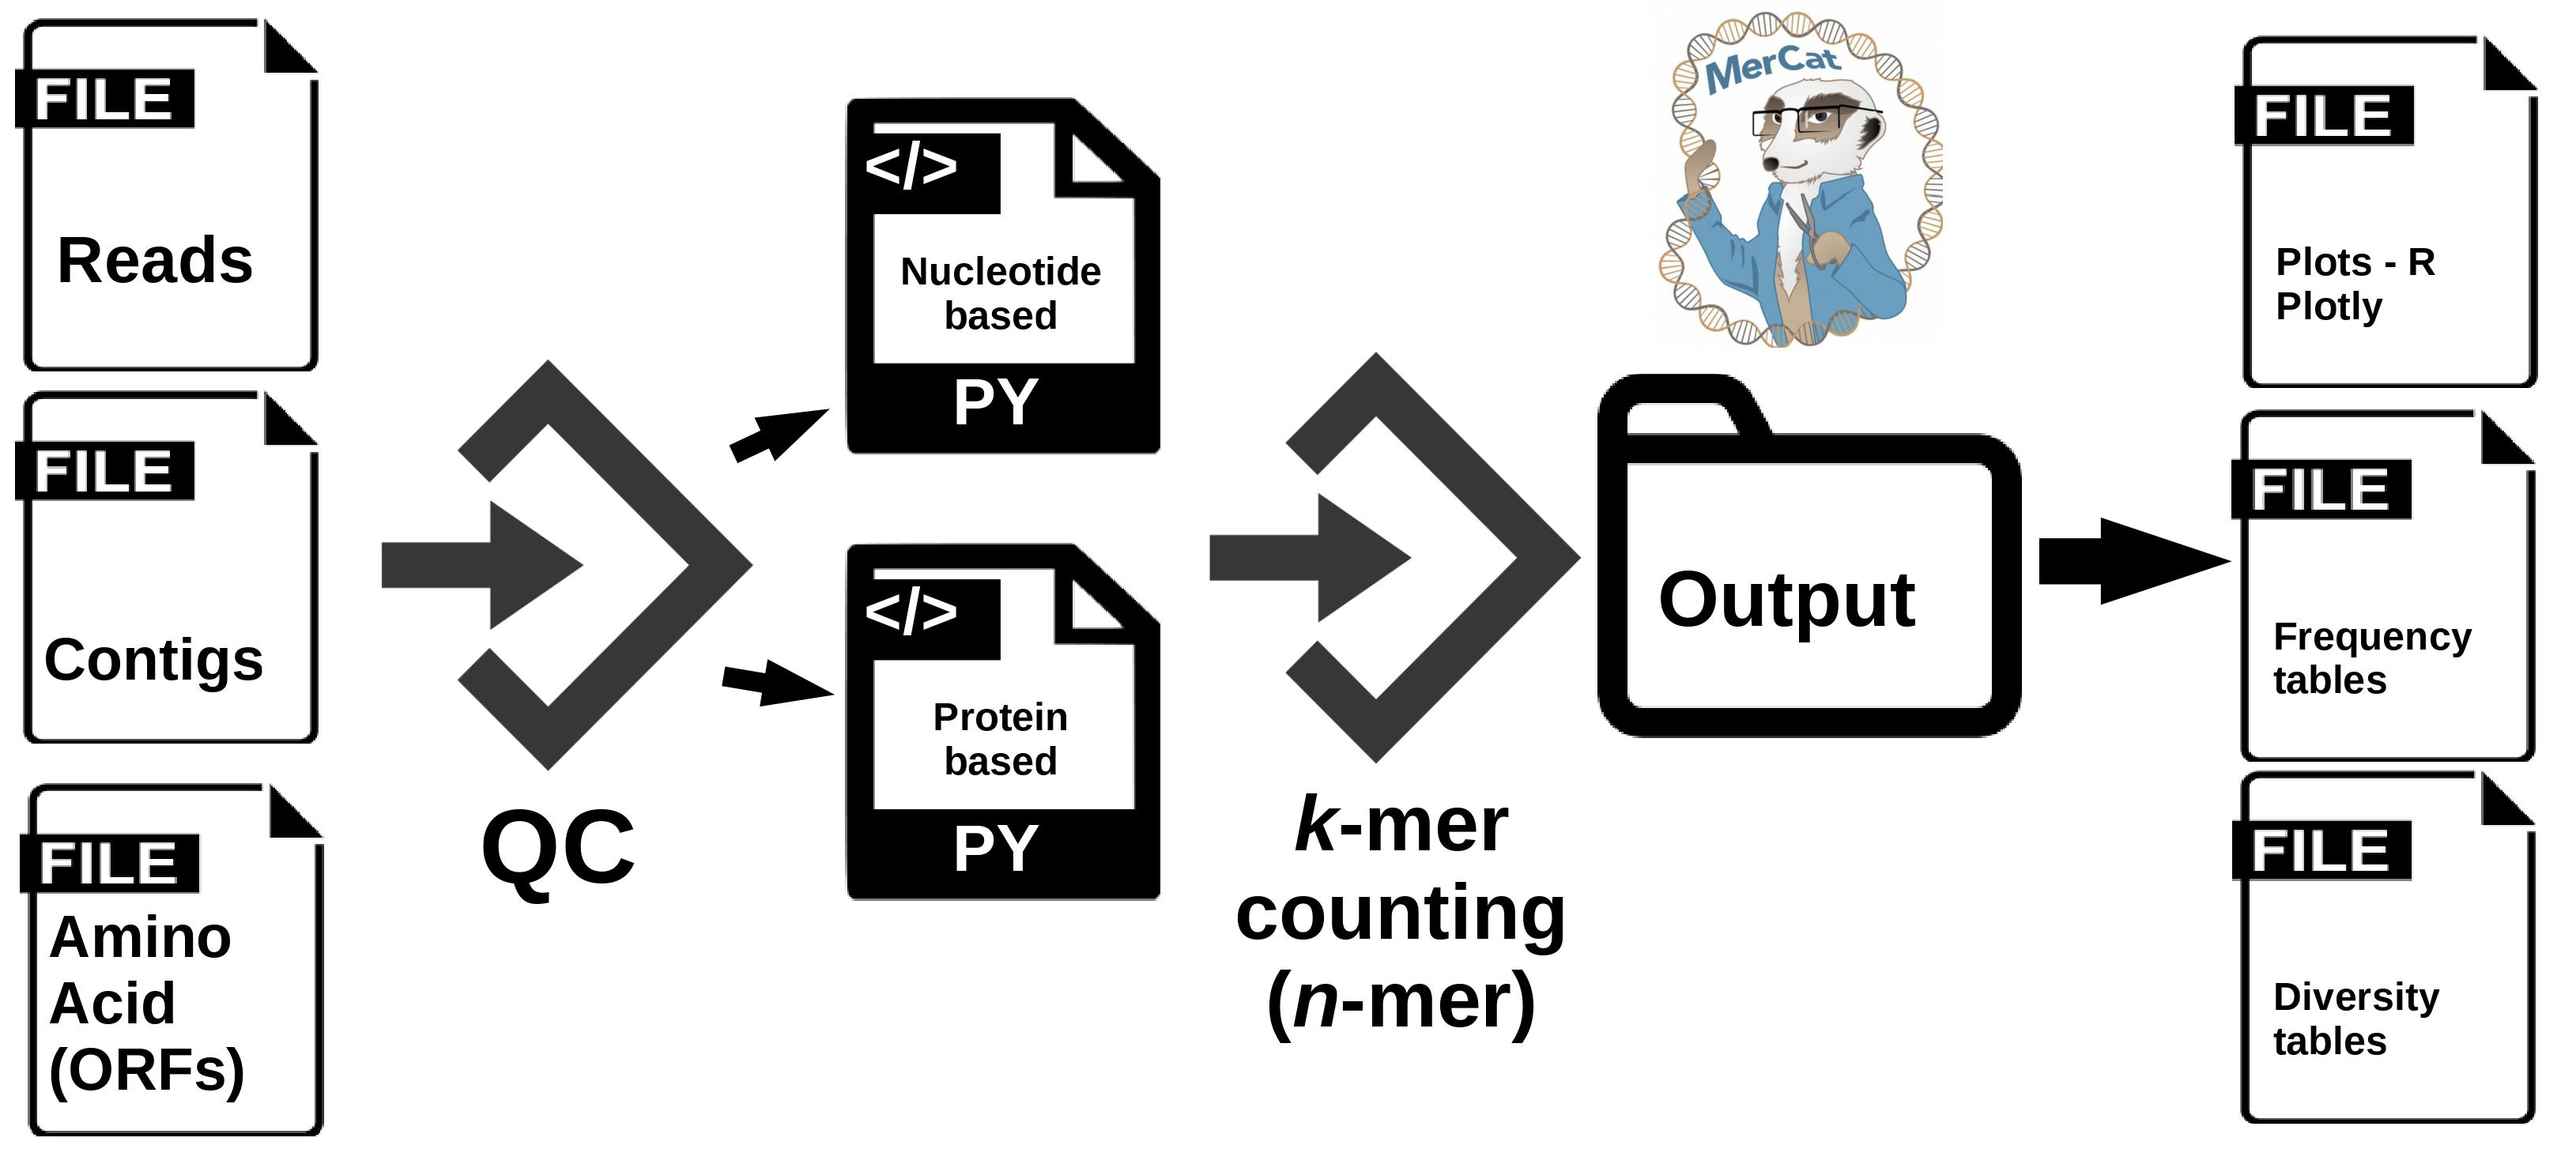 FILE
Reads
FILE
Contigs
FILE
Amino
Acid
(ORFs)
QC
</>
Nucleotide
based
PY
</>
Protein
based
PY
k-mer
counting
(n-mer)
MerCat
Output
FILE
Plots - R
Plotly
FILE
Frequency
tables
FILE
Diversity
tables